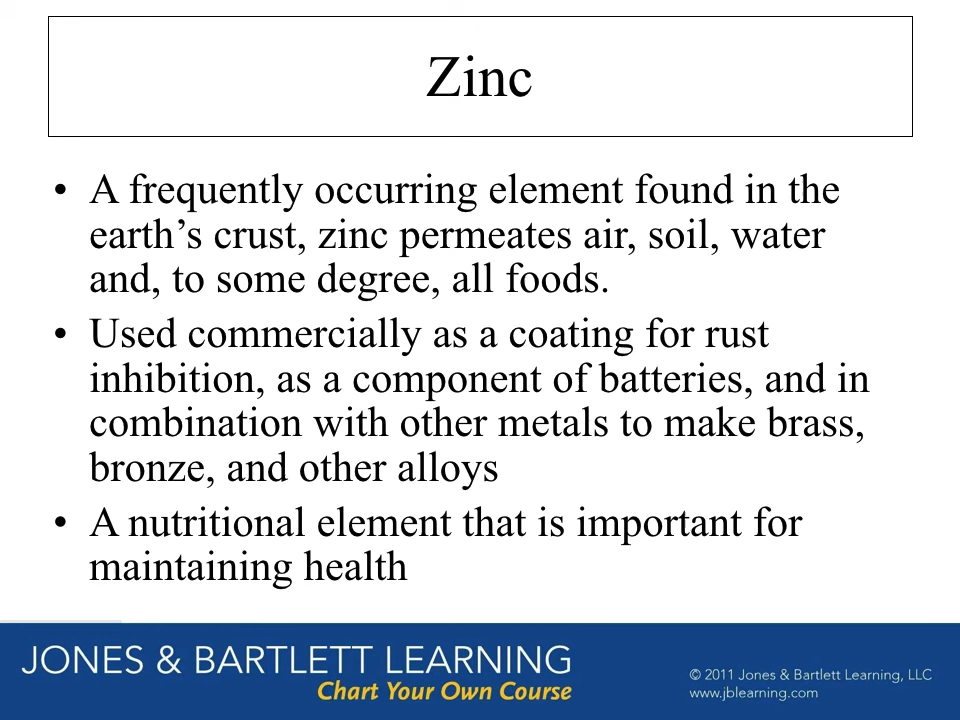 Zinc
• A frequently occurring element found in the
earth’s crust, zinc permeates air, soil, water
and, to some degree, all foods.
• Used commercially as a coating for rust
inhibition, as a component of batteries, and in
combination with other metals to make brass,
bronze, and other alloys
• A nutritional element that is important for
maintaining health
JONES & BARTLETT LEARNING
Chart Your Own Course
© 2011 Jones & Bartlett Learning, LLC
www.jblearning.com